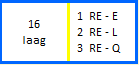 16
laag
1 RE - E
2 RE - L
3 RE - Q